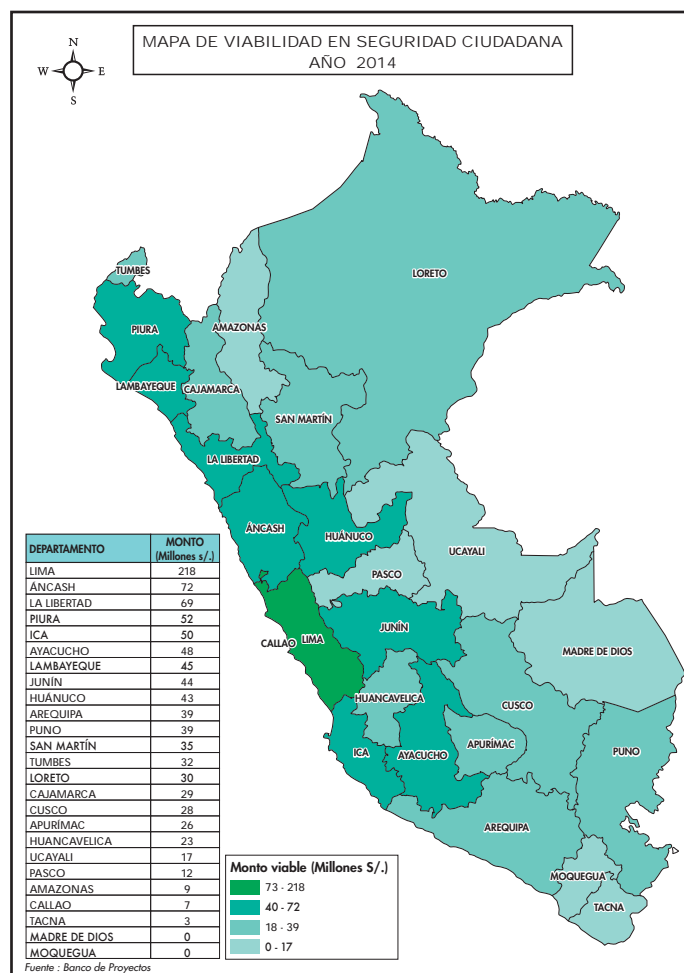 MAPA DE VIABILIDAD EN SEGURIDAD CIUDADANA
AÑO 2014
N
W E
S
TUMBES
LORETO
PIURA
AMAZONAS
LAMBAYEQUE
CAJAMARCA
SAN MARTÍN
LA LIBERTAD
ÁNCASH
HUÁNUCO
UCAYALI
PASCO
CALLAO
LIMA
JUNÍN
MADRE DE DIOS
HUANCAVELICA
CUSCO
ICA
AYACUCHO
APURÍMAC
PUNO
AREQUIPA
MOQUEGUA
TACNA
DEPARTAMENTO MONTO (Millones s/.)
LIMA 218
ÁNCASH 72
LA LIBERTAD 69
PIURA 52
ICA 50
AYACUCHO 48
LAMBAYEQUE 45
JUNÍN 44
HUÁNUCO 43
AREQUIPA 39
PUNO 39
SAN MARTÍN 35
TUMBES 32
LORETO 30
CAJAMARCA 29
CUSCO 28
APURÍMAC 26
HUANCAVELICA 23
UCAYALI 17
PASCO 12
AMAZONAS 9
CALLAO 7
TACNA 3
MADRE DE DIOS 0
MOQUEGUA 0
Fuente : Banco de Proyectos
Monto viable (Millones S/.)
73 - 218
40 - 72
18 - 39
0 - 17